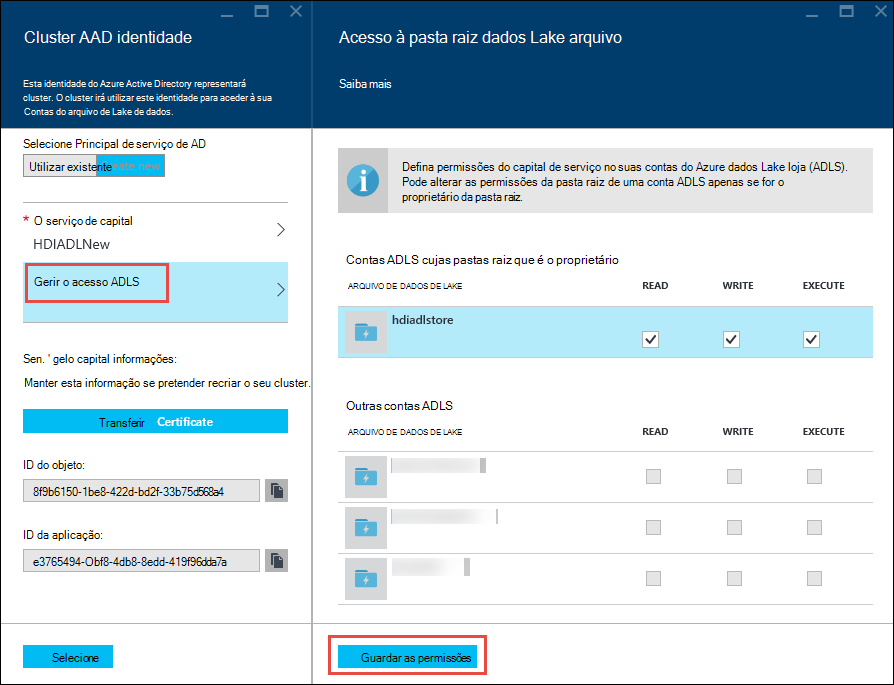 Cluster AAD identidade
Esta identidade do Azure Active Directory representará
cluster. O cluster irá utilizar este identidade para aceder à sua
Contas do arquivo de Lake de dados.
Selecione Principal de serviço de AD
Utilizar existente
* O serviço de capital
HDIADLNew
Gerir o acesso ADLS
Sen. ' gelo capital informações:
Manter esta informação se pretender recriar o seu cluster.
Transferir Certificate
ID do objeto:
8f9b6150-1be8-422d-bd2f-33b75d568a4
ID da aplicação:
e3765494-Obf8-4db8-8edd-419f96dda7a
Selecione
Acesso à pasta raiz dados Lake arquivo
Saiba mais
Defina permissões do capital de serviço no suas contas do Azure dados Lake loja (ADLS).
Pode alterar as permissões da pasta raiz de uma conta ADLS apenas se for o
proprietário da pasta raiz.
Contas ADLS cujas pastas raiz que é o proprietário
ARQUIVO DE DADOS DE LAKE READ WRITE EXECUTE
hdiadlstore
Outras contas ADLS
ARQUIVO DE DADOS DE LAKE READ WRITE EXECUTE
Guardar as permissões